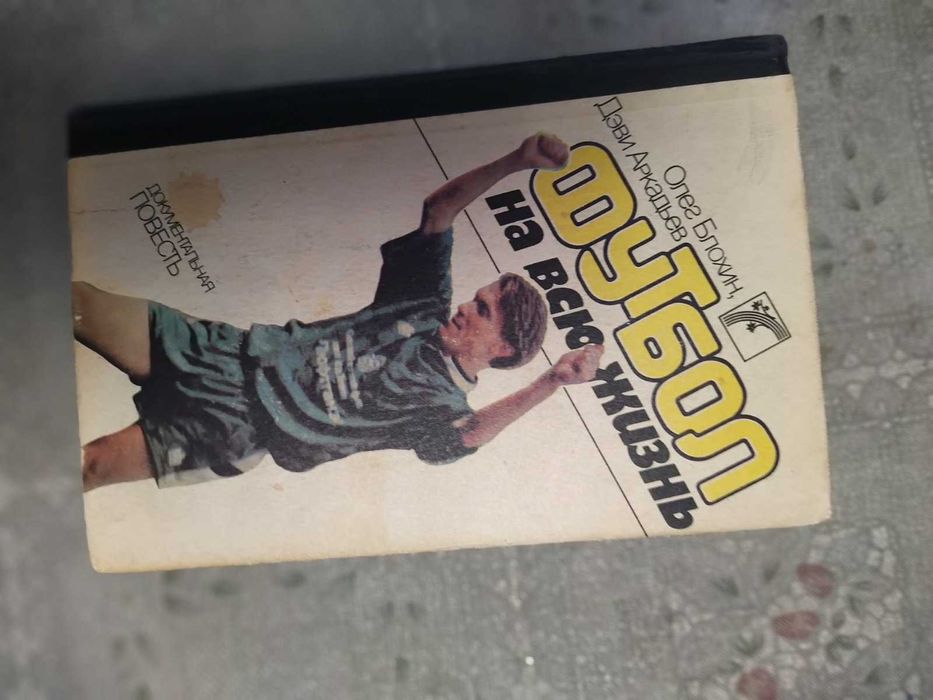 Олег Блохин,
Дэви Аркадьев
ФУТБОЛ
на всю жизнь
ДОКУМЕНТАЛЬНАЯ
ПОВЕСТЬ